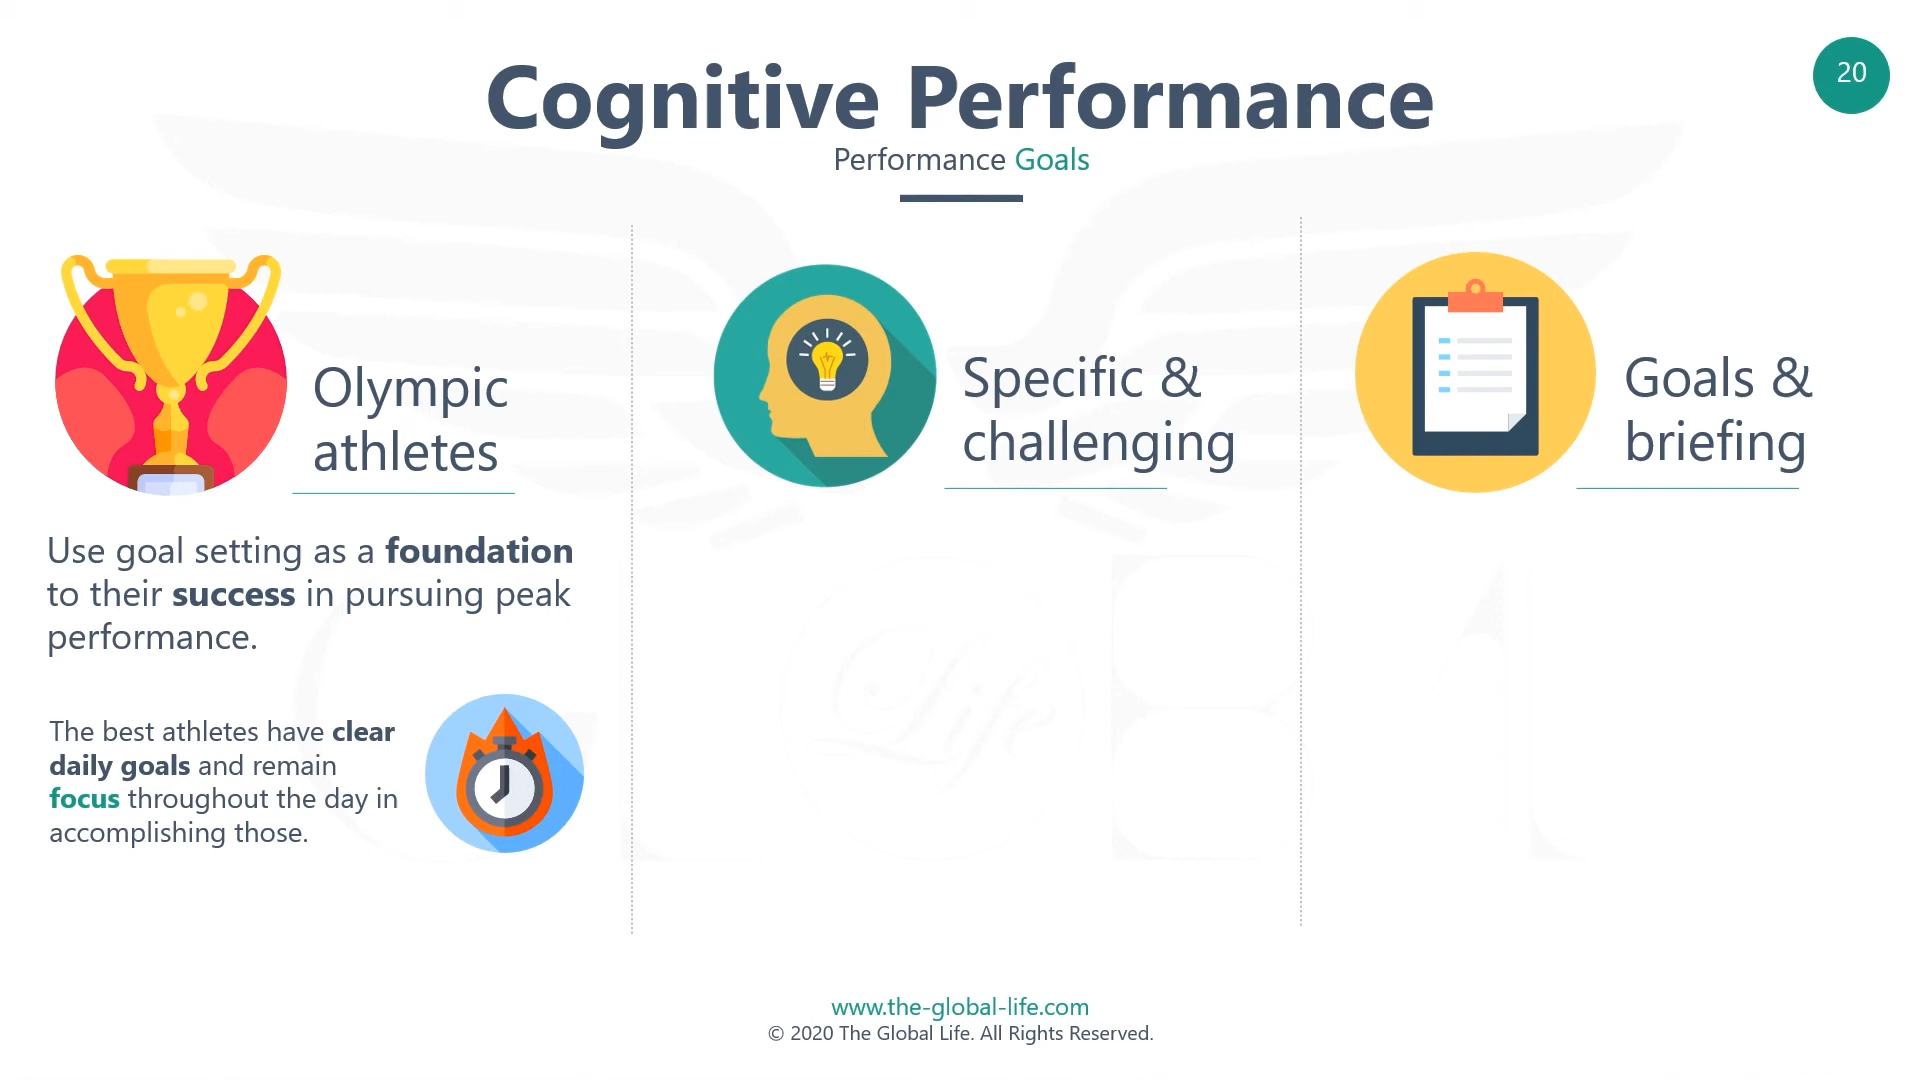 Cognitive Performance
20
Performance Goals
Olympic
athletes
Use goal setting as a foundation
to their success in pursuing peak
performance.
The best athletes have clear
daily goals and remain
focus throughout the day in
accomplishing those.
Specific &
challenging
Goals &
briefing
Life
www.the-global-life.com
© 2020 The Global Life. All Rights Reserved.